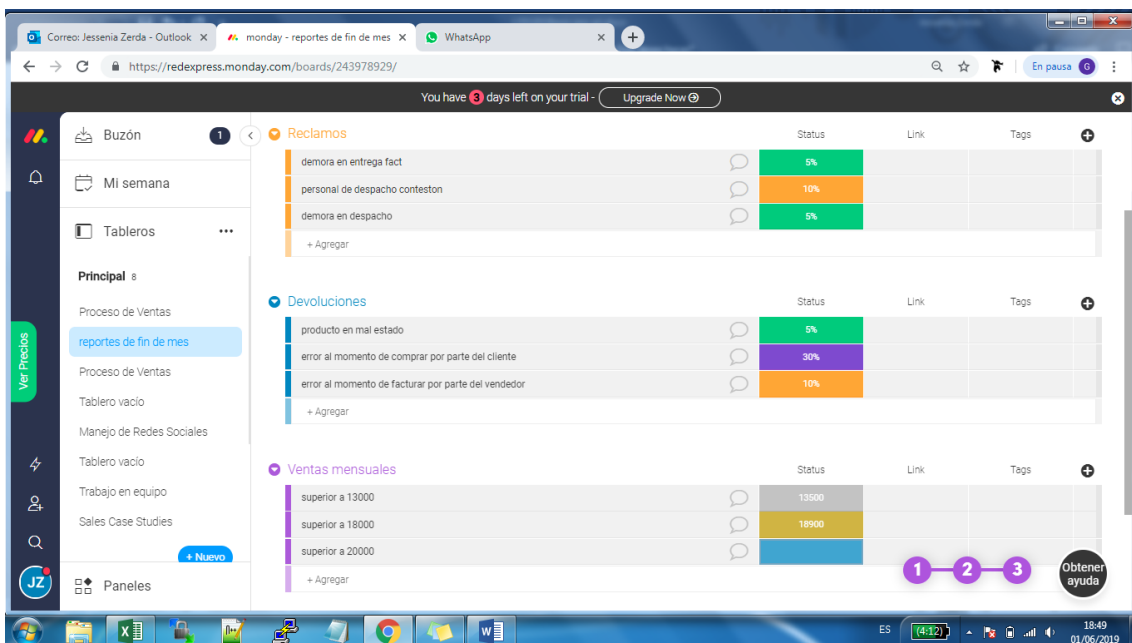 Correo: Jessenia Zerda - Outlook
monday - reportes de fin de mes
WhatsApp
https://redexpress.monday.com/boards/243978929/
En pausa
G
You have 3 days left on your trial - Upgrade Now
Buzón 1
Mi semana
Tableros
Principal 8
Proceso de Ventas
reportes de fin de mes
Proceso de Ventas
Tablero vacío
Manejo de Redes Sociales
Tablero vacío
Trabajo en equipo
Sales Case Studies
+ Nuevo
Paneles
Ver Precios
JZ
Reclamos Status Link Tags
demora en entrega fact 5%
personal de despacho conteston 10%
demora en despacho 5%
+ Agregar
Devoluciones Status Link Tags
producto en mal estado 5%
error al momento de comprar por parte del cliente 30%
error al momento de facturar por parte del vendedor 10%
+ Agregar
Ventas mensuales Status Link Tags
superior a 13000 13500
superior a 18000 18900
superior a 20000
+ Agregar
1 2 3
Obtener
ayuda
ES (4:12) 18:49
01/06/2019